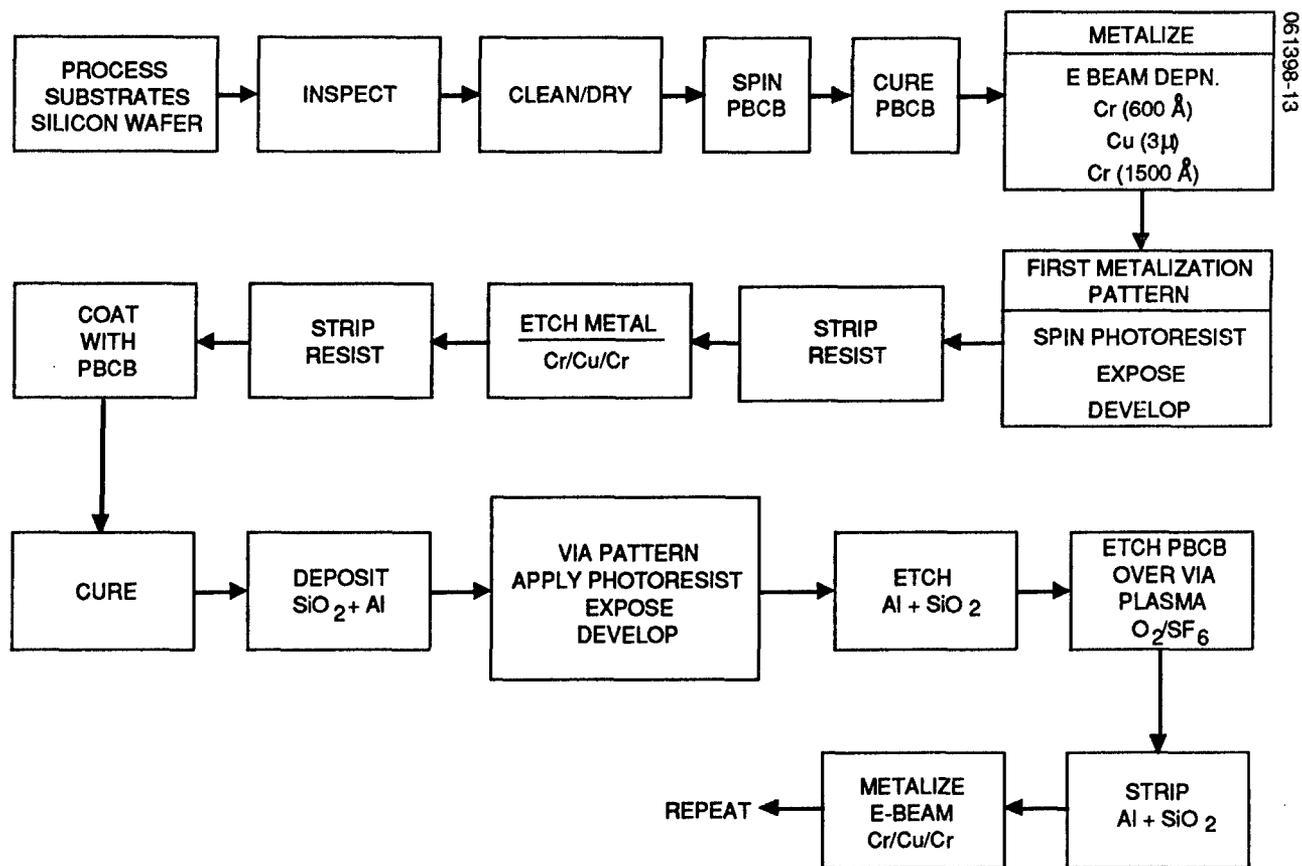 PROCESS
SUBSTRATES
SILICON WAFER
INSPECT
CLEAN/DRY
SPIN
PBCB
CURE
PBCB
METALIZE
E BEAM DEPN.
Cr (600 Å)
Cu (3µ)
Cr (1500 Å)
061398-13
FIRST METALIZATION
PATTERN
SPIN PHOTORESIST
EXPOSE
DEVELOP
STRIP
RESIST
ETCH METAL
Cr/Cu/Cr
STRIP
RESIST
COAT
WITH
PBCB
CURE
DEPOSIT
SiO2 + Al
VIA PATTERN
APPLY PHOTORESIST
EXPOSE
DEVELOP
ETCH
Al + SiO2
ETCH PBCB
OVER VIA
PLASMA
O2/SF6
STRIP
Al + SiO2
METALIZE
E-BEAM
Cr/Cu/Cr
REPEAT